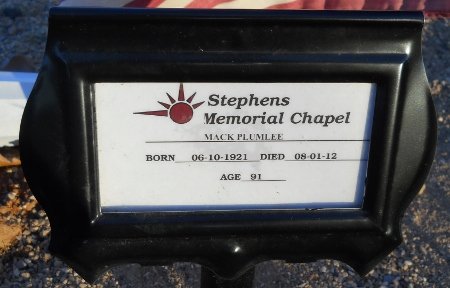 Stephens
Memorial Chapel
MACK PLUMLEE
BORN 06-10-1921 DIED 08-01-12
AGE 91